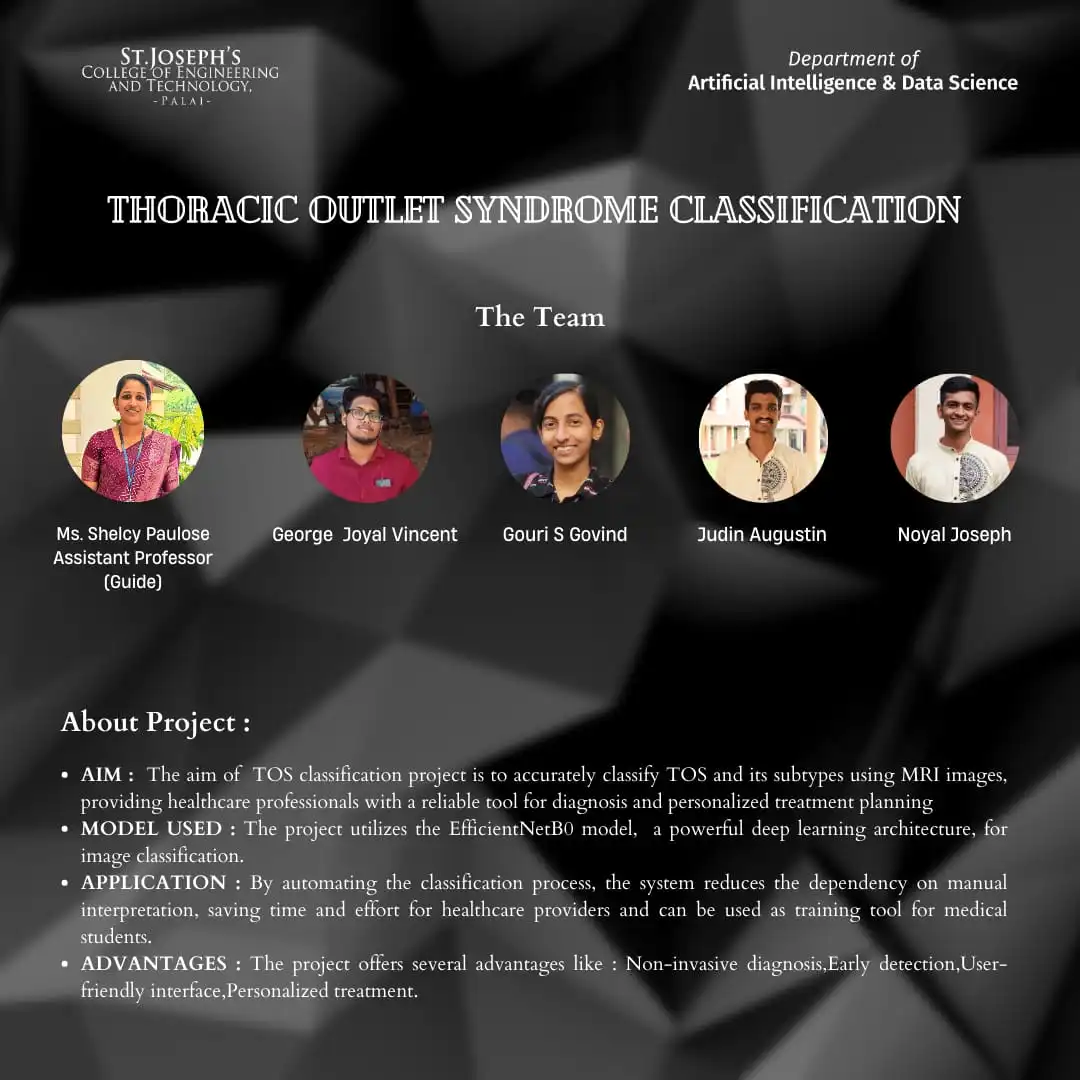 ST.JOSEPH'S
COLLEGE OF ENGINEERING
AND TECHNOLOGY,
-PALAI-
Department of
Artificial Intelligence & Data Science
THORACIC OUTLET SYNDROME CLASSIFICATION
The Team
Ms. Shelcy Paulose
Assistant Professor
(Guide)
George Joyal Vincent
Gouri S Govind
Judin Augustin
Noyal Joseph
About Project :
• AIM : The aim of TOS classification project is to accurately classify TOS and its subtypes using MRI images,
providing healthcare professionals with a reliable tool for diagnosis and personalized treatment planning
• MODEL USED : The project utilizes the EfficientNetB0 model, a powerful deep learning architecture, for
image classification.
• APPLICATION : By automating the classification process, the system reduces the dependency on manual
interpretation, saving time and effort for healthcare providers and can be used as training tool for medical
students.
• ADVANTAGES : The project offers several advantages like : Non-invasive diagnosis,Early detection,User-
friendly interface,Personalized treatment.